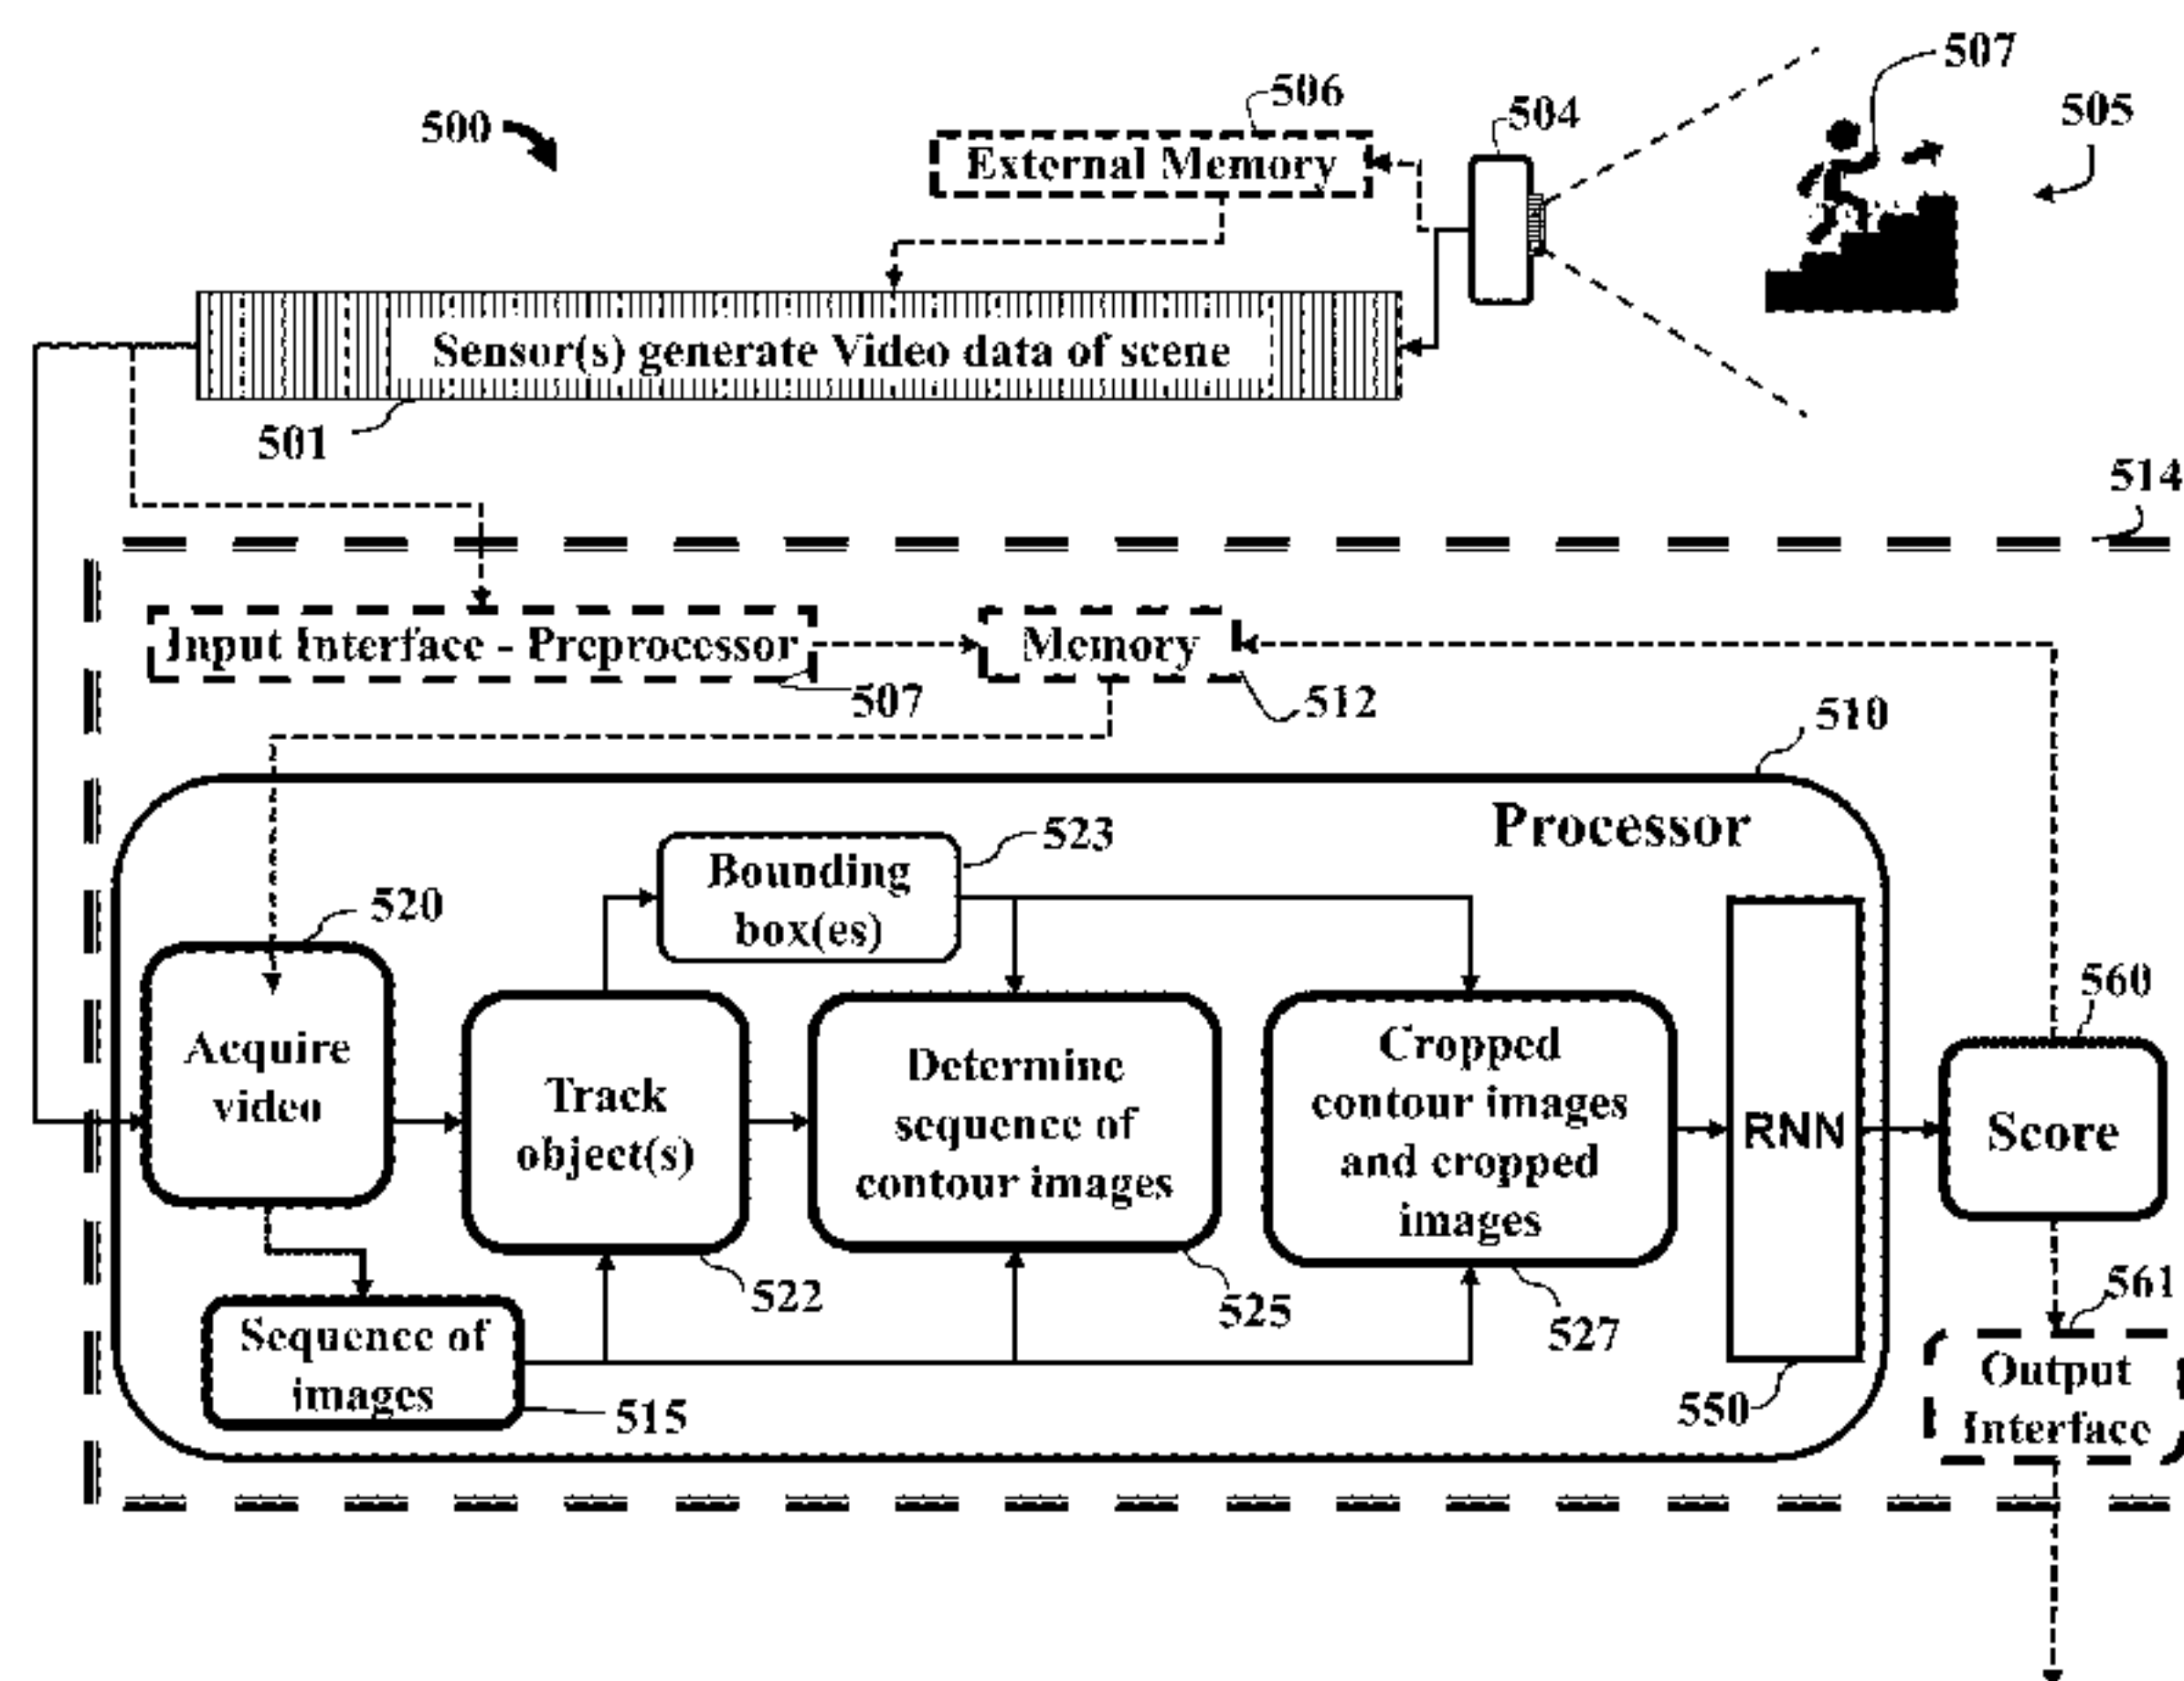 507
506
504
505
500
External Memory
Sensor(s) generate Video data of scene
501
514
Input Interface - Preprocessor
Memory
507
512
510
Processor
523
Bounding
box(es)
520
560
Acquire
video
Track
object(s)
Determine
sequence of
contour images
Cropped
contour images
and cropped
images
RNN
Score
522
525
527
561
Sequence of
images
515
550
Output
Interface